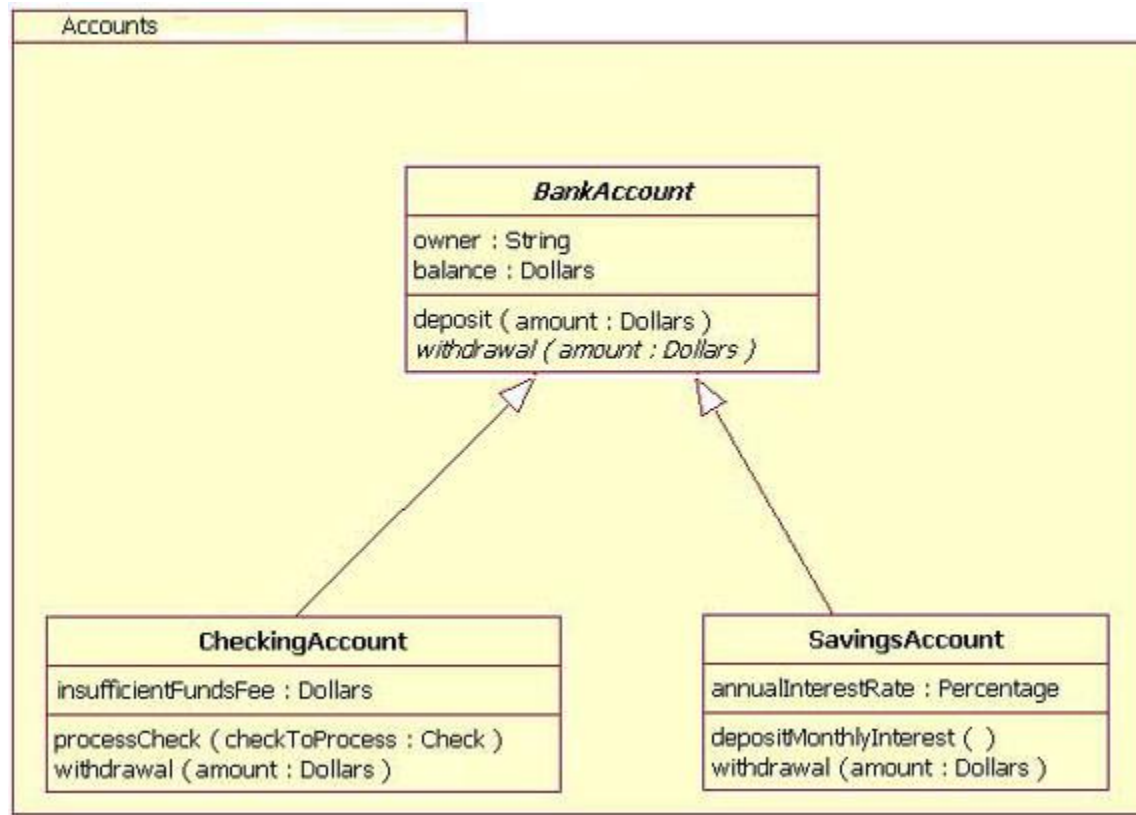 Accounts
BankAccount
owner : String
balance : Dollars
deposit ( amount : Dollars )
withdrawal ( amount : Dollars )
CheckingAccount
insufficientFundsFee : Dollars
processCheck ( checkToProcess : Check )
withdrawal ( amount : Dollars )
SavingsAccount
annualInterestRate : Percentage
depositMonthlyInterest ( )
withdrawal ( amount : Dollars )